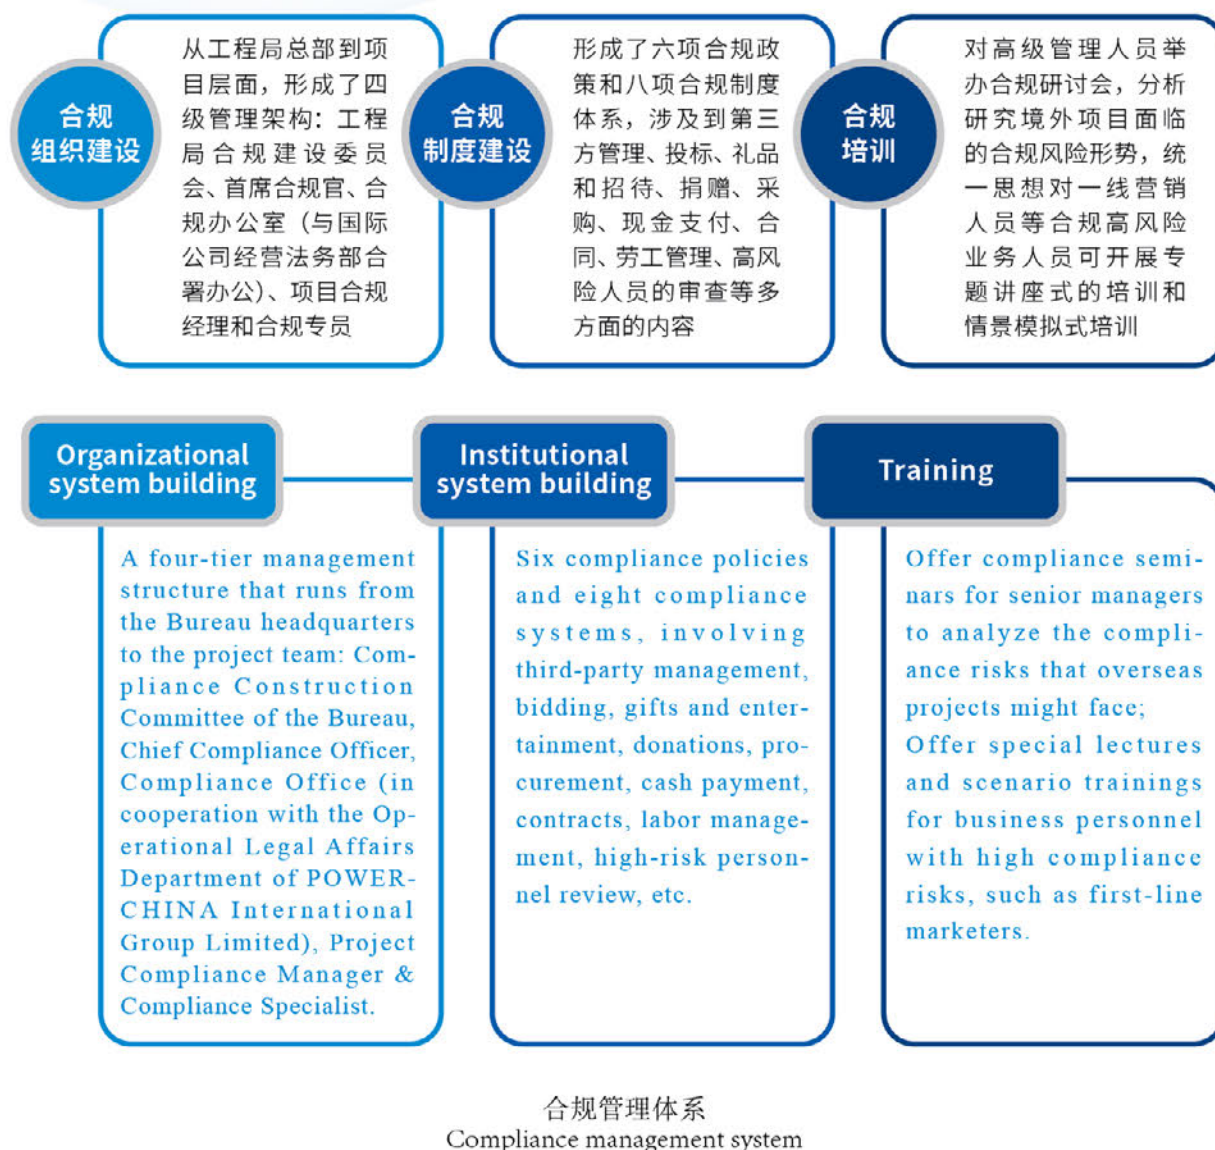 合规
组织建设
从工程局总部到项
目层面，形成了四
级管理架构：工程
局合规建设委员
会、首席合规官、合
规办公室（与国际
公司经营法务部合
署办公）、项目合规
经理和合规专员
合规
制度建设
形成了六项合规政
策和八项合规制度
体系，涉及到第三
方管理、投标、礼品
和招待、捐赠、采
购、现金支付、合
同、劳工管理、高风
险人员的审查等多
方面的内容
合规
培训
对高级管理人员举
办合规研讨会，分析
研究境外项目面临
的合规风险形势，统
一思想对一线营销
人员等合规高风险
业务人员可开展专
题讲座式的培训和
情景模拟式培训
Organizational
system building
A four-tier management
structure that runs from
the Bureau headquarters
to the project team: Com-
pliance Construction
Committee of the Bureau,
Chief Compliance Officer,
Compliance Office (in
cooperation with the Op-
erational Legal Affairs
Department of POWER-
CHINA International
Group Limited), Project
Compliance Manager &
Compliance Specialist.
Institutional
system building
Six compliance policies
and eight compliance
systems, involving
third-party management,
bidding, gifts and enter-
tainment, donations, pro-
curement, cash payment,
contracts, labor manage-
ment, high-risk person-
nel review, etc.
Training
Offer compliance semi-
nars for senior managers
to analyze the compli-
ance risks that overseas
projects might face;
Offer special lectures
and scenario trainings
for business personnel
with high compliance
risks, such as first-line
marketers.
合规管理体系
Compliance management system